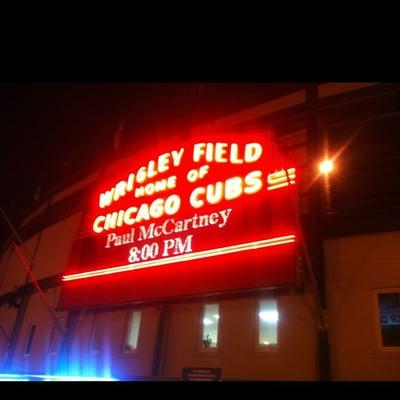 WRIGLEY FIELD
HOME OF
CHICAGO CUBS
Paul McCartney
8:00 PM